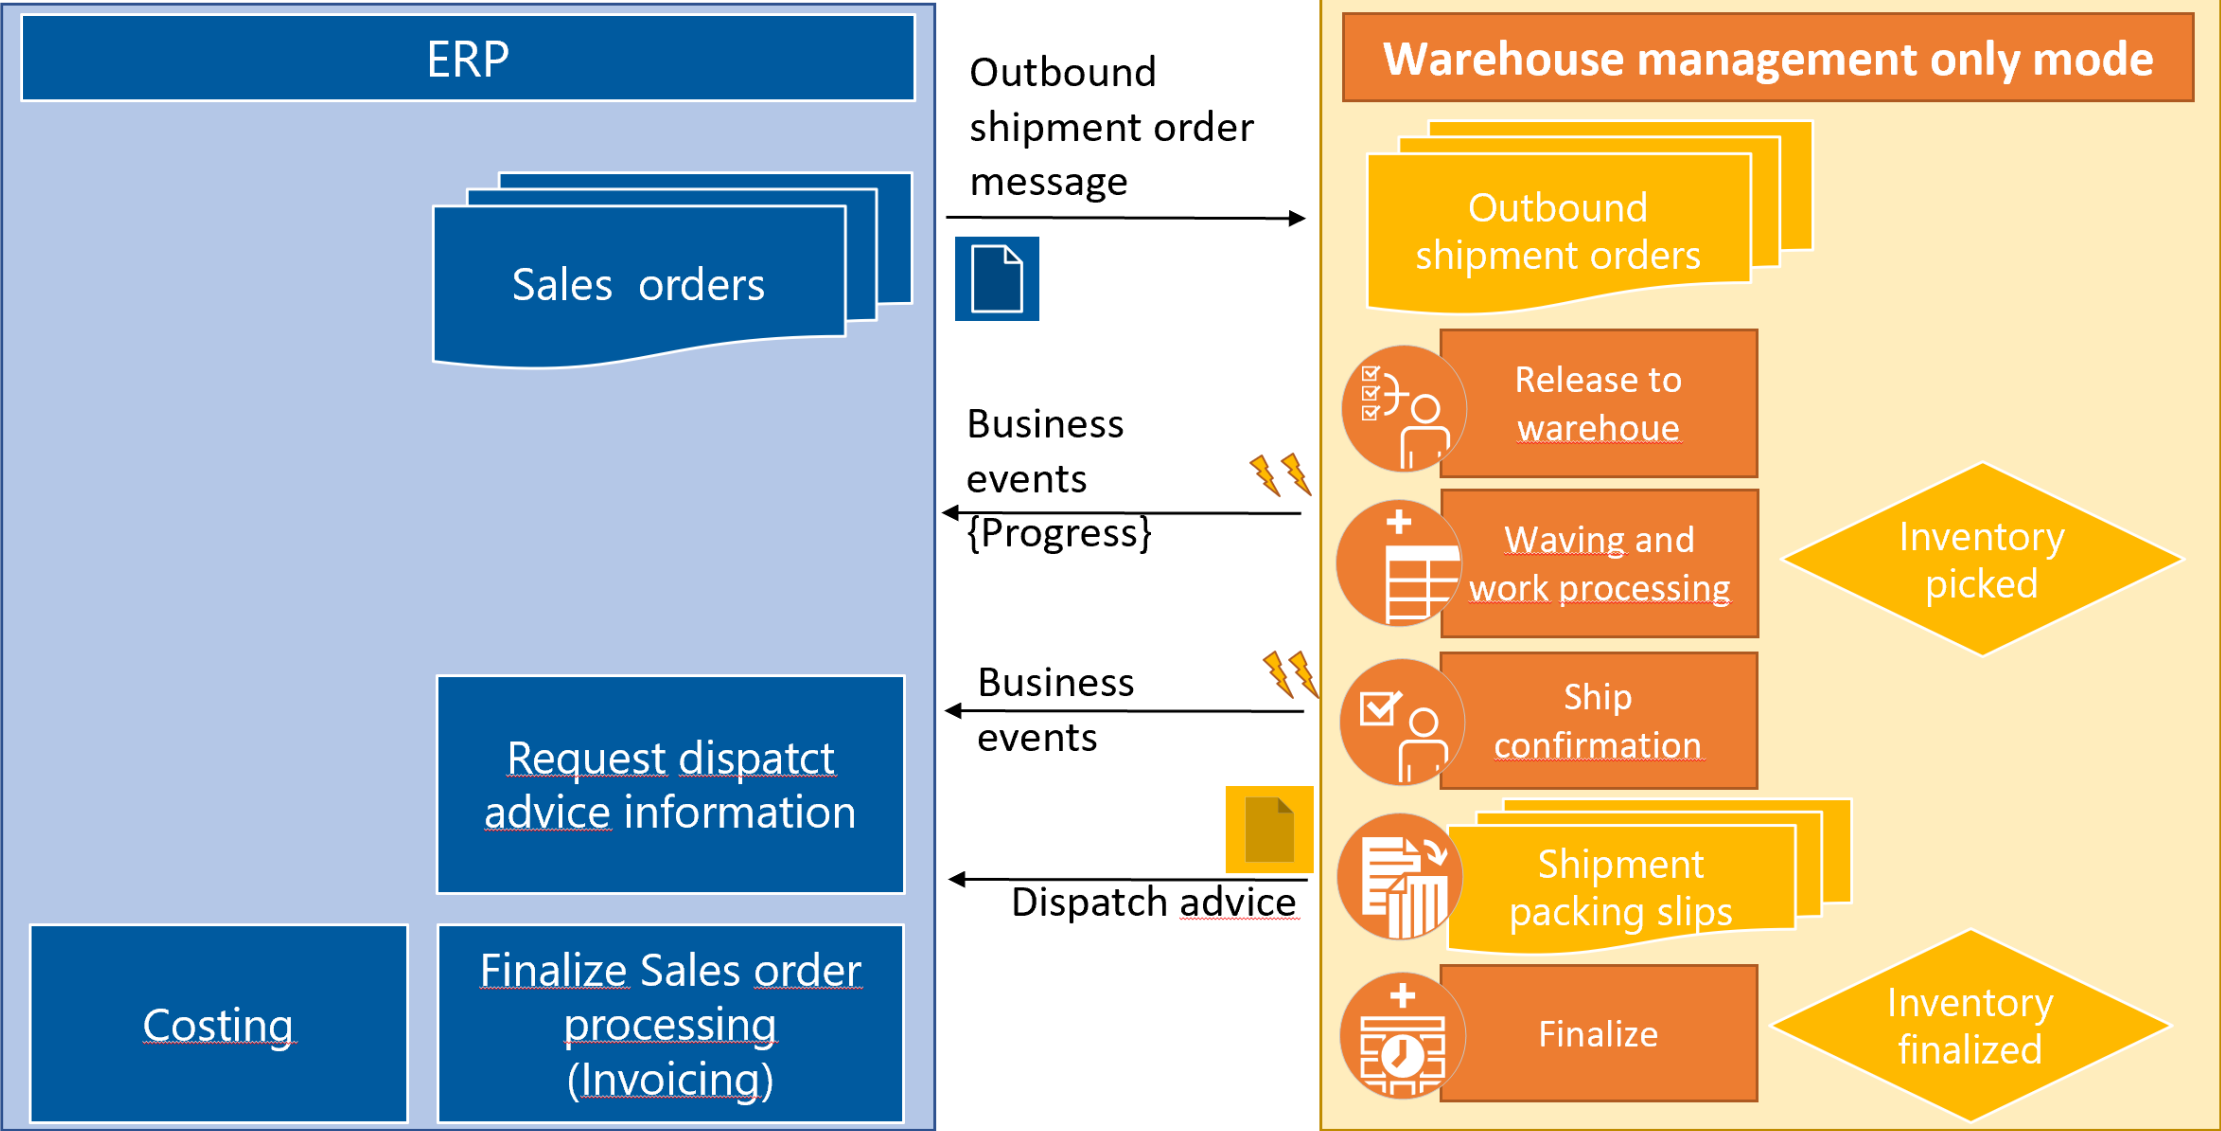 ERP
Sales orders
Request dispatct
advice information
Costing
Finalize Sales order
processing
(Invoicing)
Outbound
shipment order
message
Business
events
{Progress}
Business
events
Dispatch advice
Warehouse management only mode
Outbound
shipment orders
Release to
warehoue
Waving and
work processing
Inventory
picked
Ship
confirmation
Shipment
packing slips
Finalize
Inventory
finalized